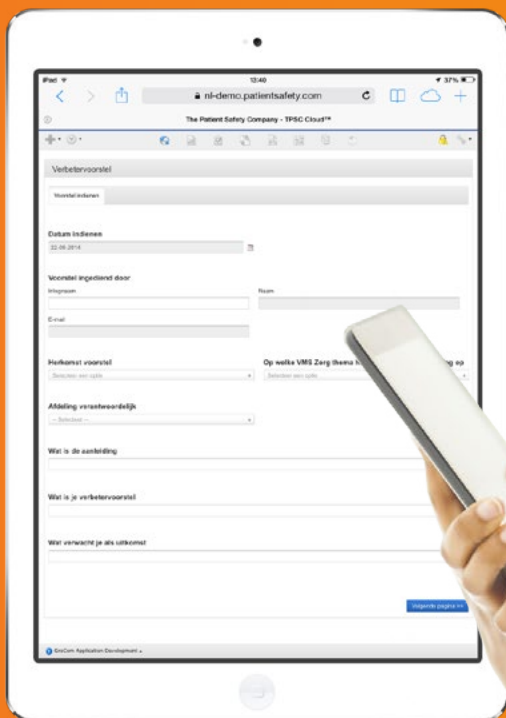 iPad
13:40
37%
nl-demo.patientsafety.com
The Patient Safety Company - TPSC Cloud™
Verbetervoorstel
Voorstel indienen
Datum indienen
22-08-2014
Voorstel ingediend door
Inlognaam Naam
E-mail
Herkomst voorstel Op welke VMS Zorg thema op
Selecteer een optie Selecteer een optie
Afdeling verantwoordelijk
-- Selecteer --
Wat is de aanleiding
Wat is je verbetervoorstel
Wat verwacht je als uitkomst
Volgende pagina >>
EncCom Application Development